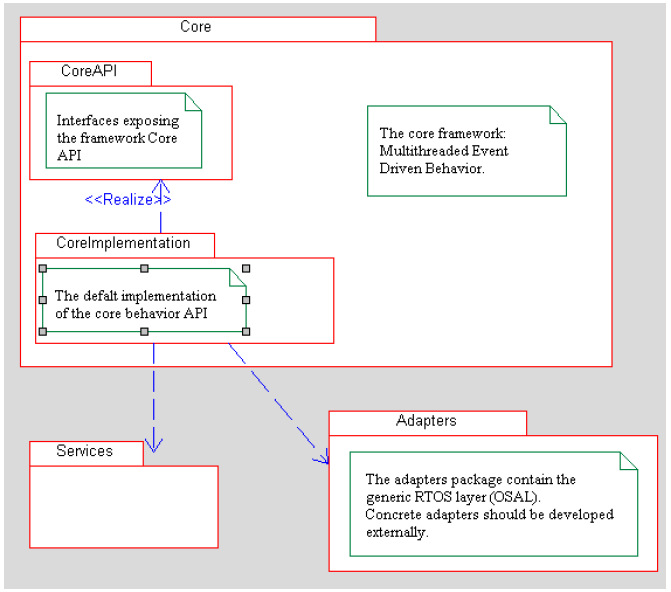 Core
CoreAPI
Interfaces exposing
the framework Core
API
The core framework:
Multithreaded Event
Driven Behavior.
<<Realize>>
CoreImplementation
The defalt implementation
of the core behavior API
Services
Adapters
The adapters package contain the
generic RTOS layer (OSAL).
Concrete adapters should be developed
externally.